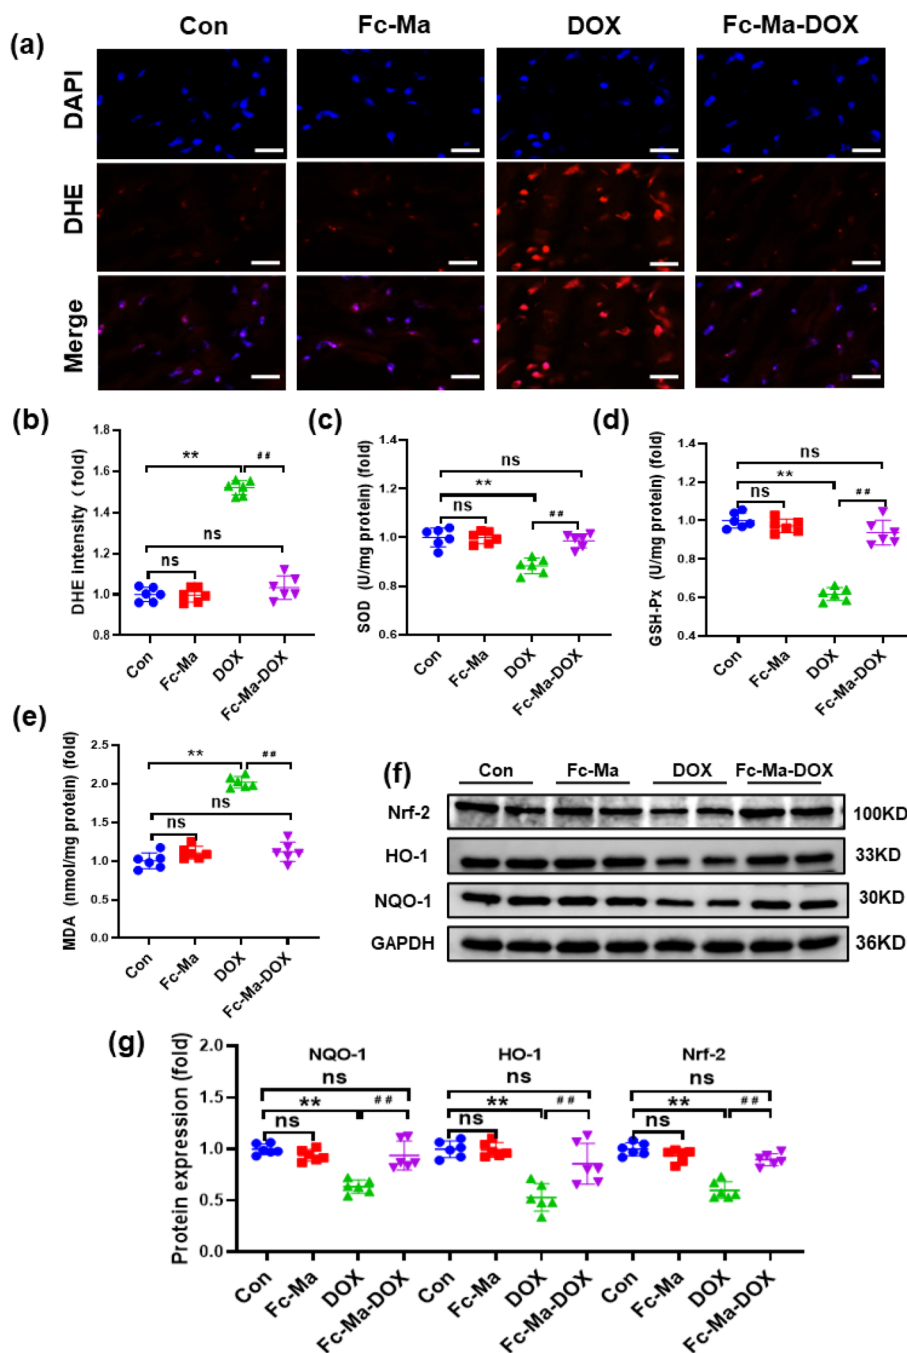 (a)
Con Fc-Ma DOX Fc-Ma-DOX
DAPI
DHE
Merge
(b)
DHE Intensity (fold)
1.8
1.6
1.4
1.2
1.0
0.8
** ##
ns
ns
Con Fc-Ma DOX Fc-Ma-DOX
(c)
SOD (U/mg protein) (fold)
1.4
1.2
1.0
0.8
0.6
ns
**
ns ##
Con Fc-Ma DOX Fc-Ma-DOX
(d)
GSH-Px (U/mg protein) (fold)
1.4
1.2
1.0
0.8
0.6
0.4
ns
**
ns ##
Con Fc-Ma DOX Fc-Ma-DOX
(e)
MDA (nmol/mg protein) (fold)
2.5
2.0
1.5
1.0
0.5
0.0
** ##
ns
ns
Con Fc-Ma DOX Fc-Ma-DOX
(f)
Con Fc-Ma DOX Fc-Ma-DOX
Nrf-2 100KD
HO-1 33KD
NQO-1 30KD
GAPDH 36KD
(g)
Protein expression (fold)
2.0
1.5
1.0
0.5
0.0
NQO-1 HO-1 Nrf-2
ns ns ns
** ## ** ## ** ##
ns ns ns
Con Fc-Ma DOX Fc-Ma-DOX Con Fc-Ma DOX Fc-Ma-DOX Con Fc-Ma DOX Fc-Ma-DOX